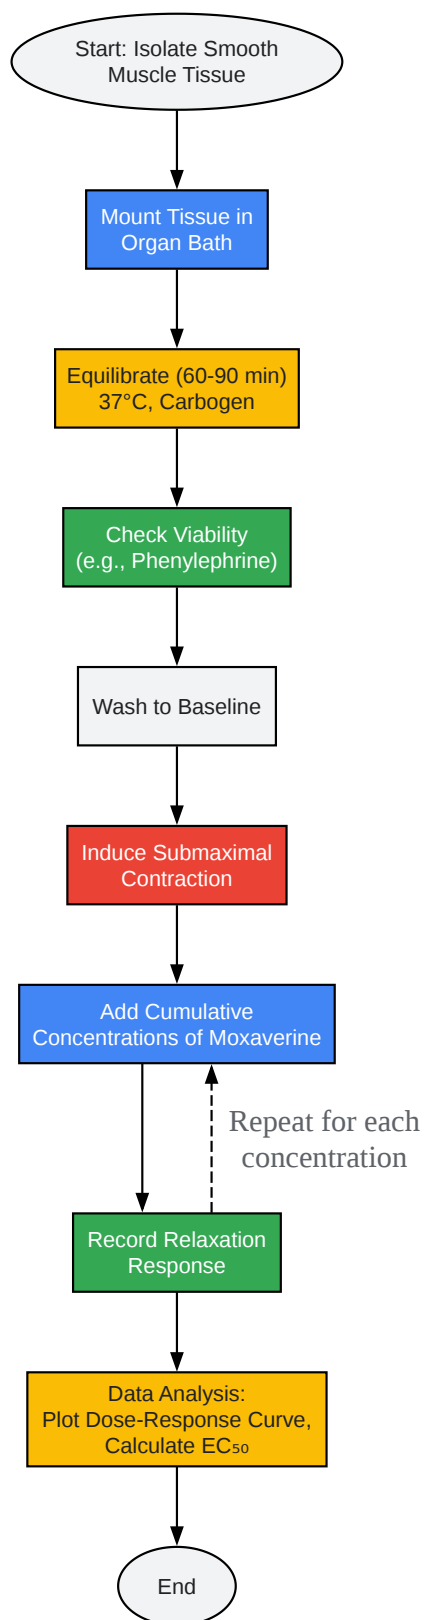 Start: Isolate Smooth
Muscle Tissue
Mount Tissue in
Organ Bath
Equilibrate (60-90 min)
37°C, Carbogen
Check Viability
(e.g., Phenylephrine)
Wash to Baseline
Induce Submaximal
Contraction
Add Cumulative
Concentrations of Moxaverine
Repeat for each
concentration
Record Relaxation
Response
Data Analysis:
Plot Dose-Response Curve,
Calculate EC₅₀
End